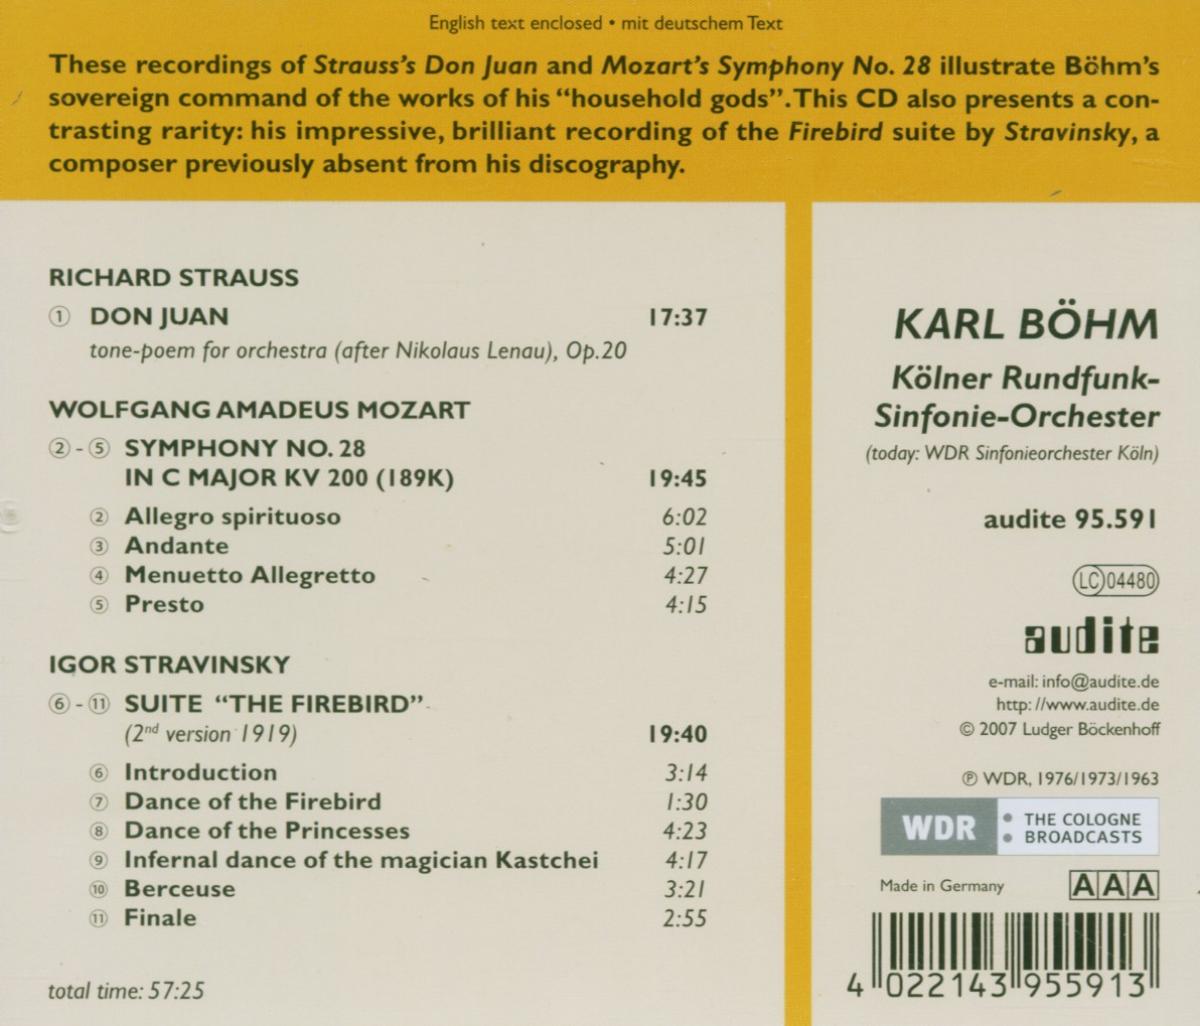 English text enclosed • mit deutschem Text
These recordings of Strauss's Don Juan and Mozart's Symphony No. 28 illustrate Böhm's
sovereign command of the works of his “household gods”. This CD also presents a con-
trasting rarity: his impressive, brilliant recording of the Firebird suite by Stravinsky, a
composer previously absent from his discography.
RICHARD STRAUSS
① DON JUAN 17:37
tone-poem for orchestra (after Nikolaus Lenau), Op.20
WOLFGANG AMADEUS MOZART
② - ⑤ SYMPHONY NO. 28
IN C MAJOR KV 200 (189K) 19:45
② Allegro spirituoso 6:02
③ Andante 5:01
④ Menuetto Allegretto 4:27
⑤ Presto 4:15
IGOR STRAVINSKY
⑥ - ⑪ SUITE “THE FIREBIRD”
(2nd version 1919) 19:40
⑥ Introduction 3:14
⑦ Dance of the Firebird 1:30
⑧ Dance of the Princesses 4:23
⑨ Infernal dance of the magician Kastchei 4:17
⑩ Berceuse 3:21
⑪ Finale 2:55
total time: 57:25
KARL BÖHM
Kölner Rundfunk-
Sinfonie-Orchester
(today: WDR Sinfonieorchester Köln)
audite 95.591
LC 04480
audite
e-mail: info@audite.de
http://www.audite.de
© 2007 Ludger Böckenhoff
℗ WDR, 1976/1973/1963
WDR THE COLOGNE
BROADCASTS
Made in Germany AAA
4 022143 955913